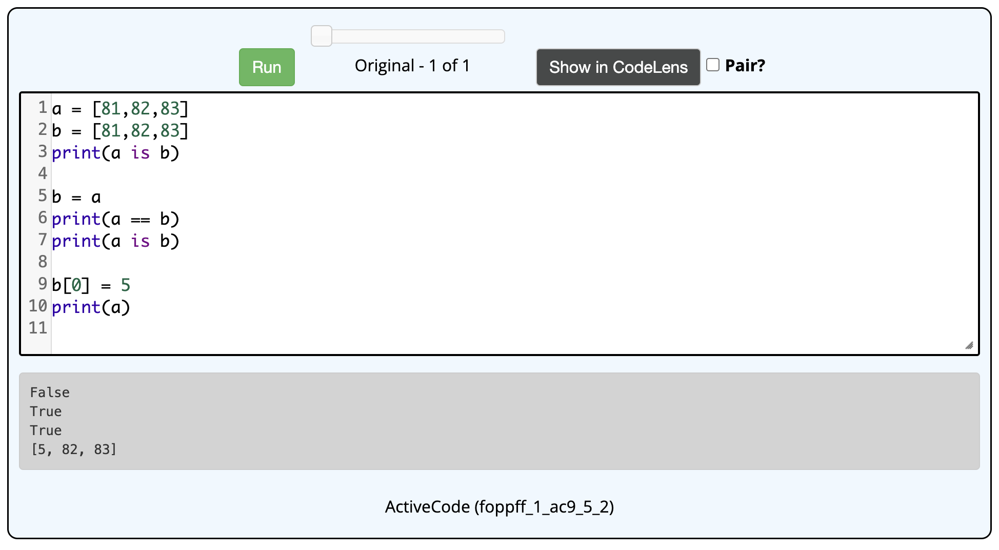 Run
Original - 1 of 1
Show in CodeLens
Pair?
1 a = [81,82,83]
2 b = [81,82,83]
3 print(a is b)
4
5 b = a
6 print(a == b)
7 print(a is b)
8
9 b[0] = 5
10 print(a)
11
False
True
True
[5, 82, 83]
ActiveCode (foppff_1_ac9_5_2)